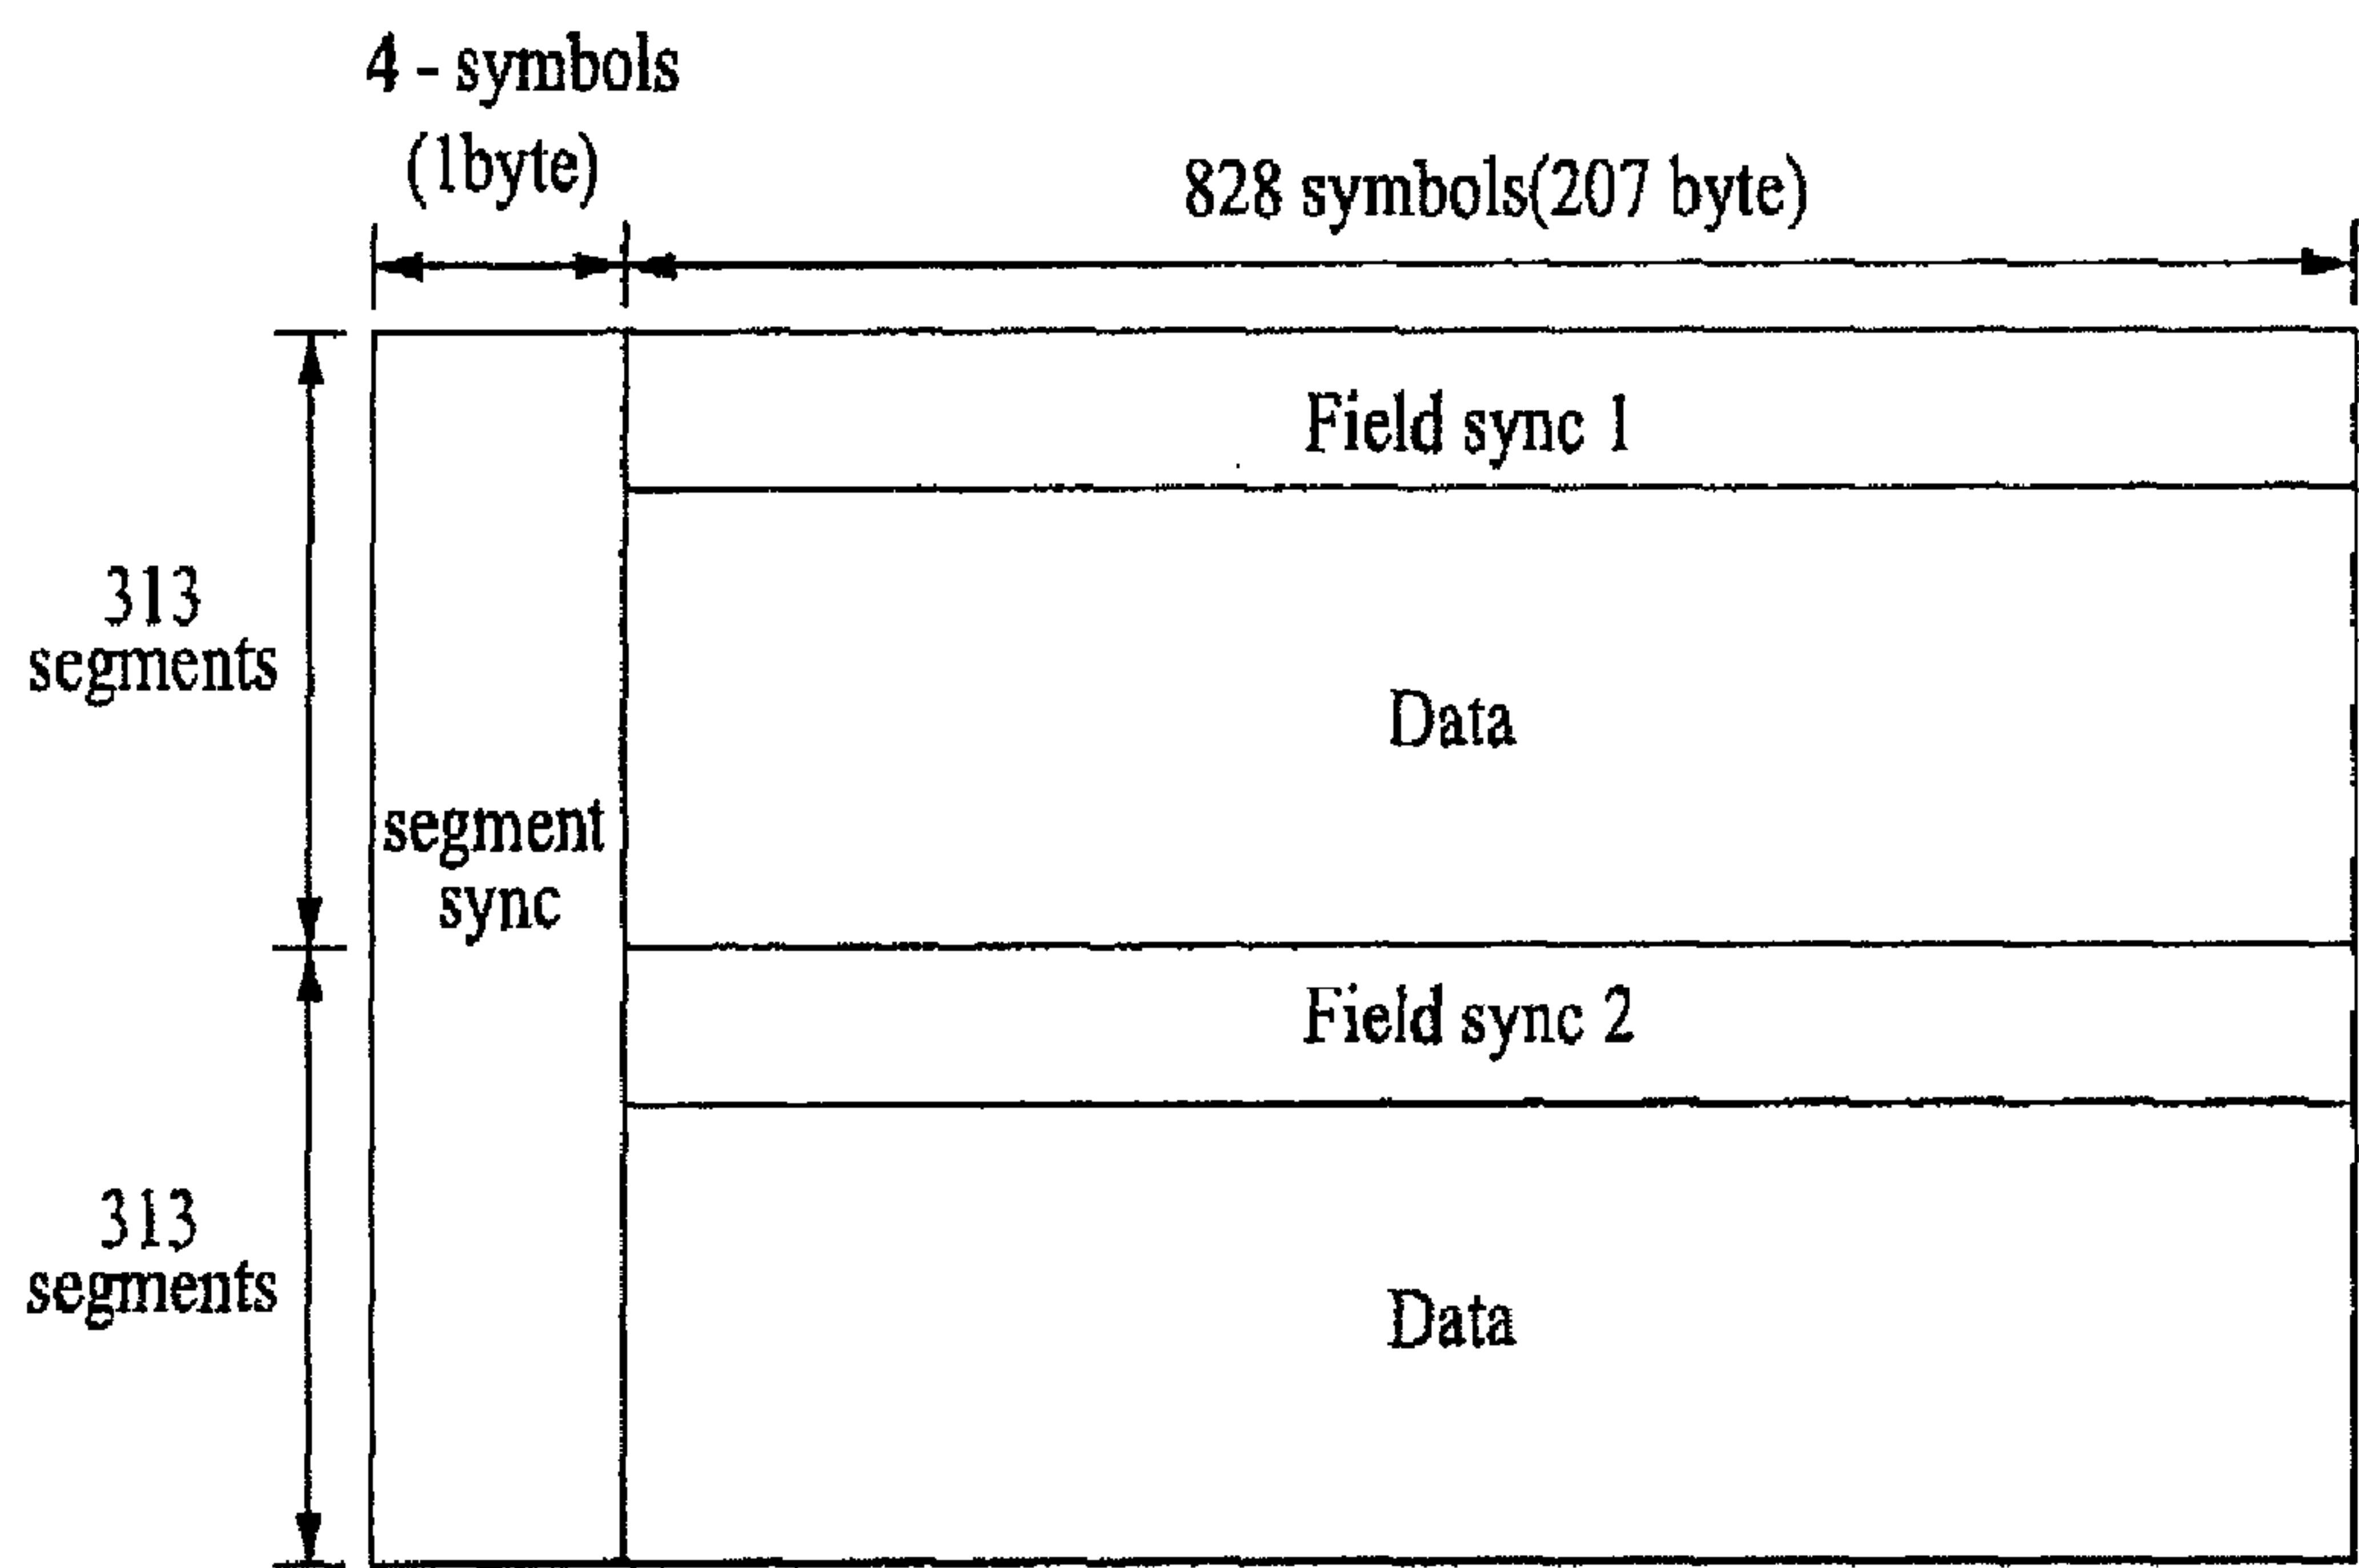 4 - symbols
(1byte)
828 symbols(207 byte)
Field sync 1
313
segments
Data
segment
sync
Field sync 2
313
segments
Data